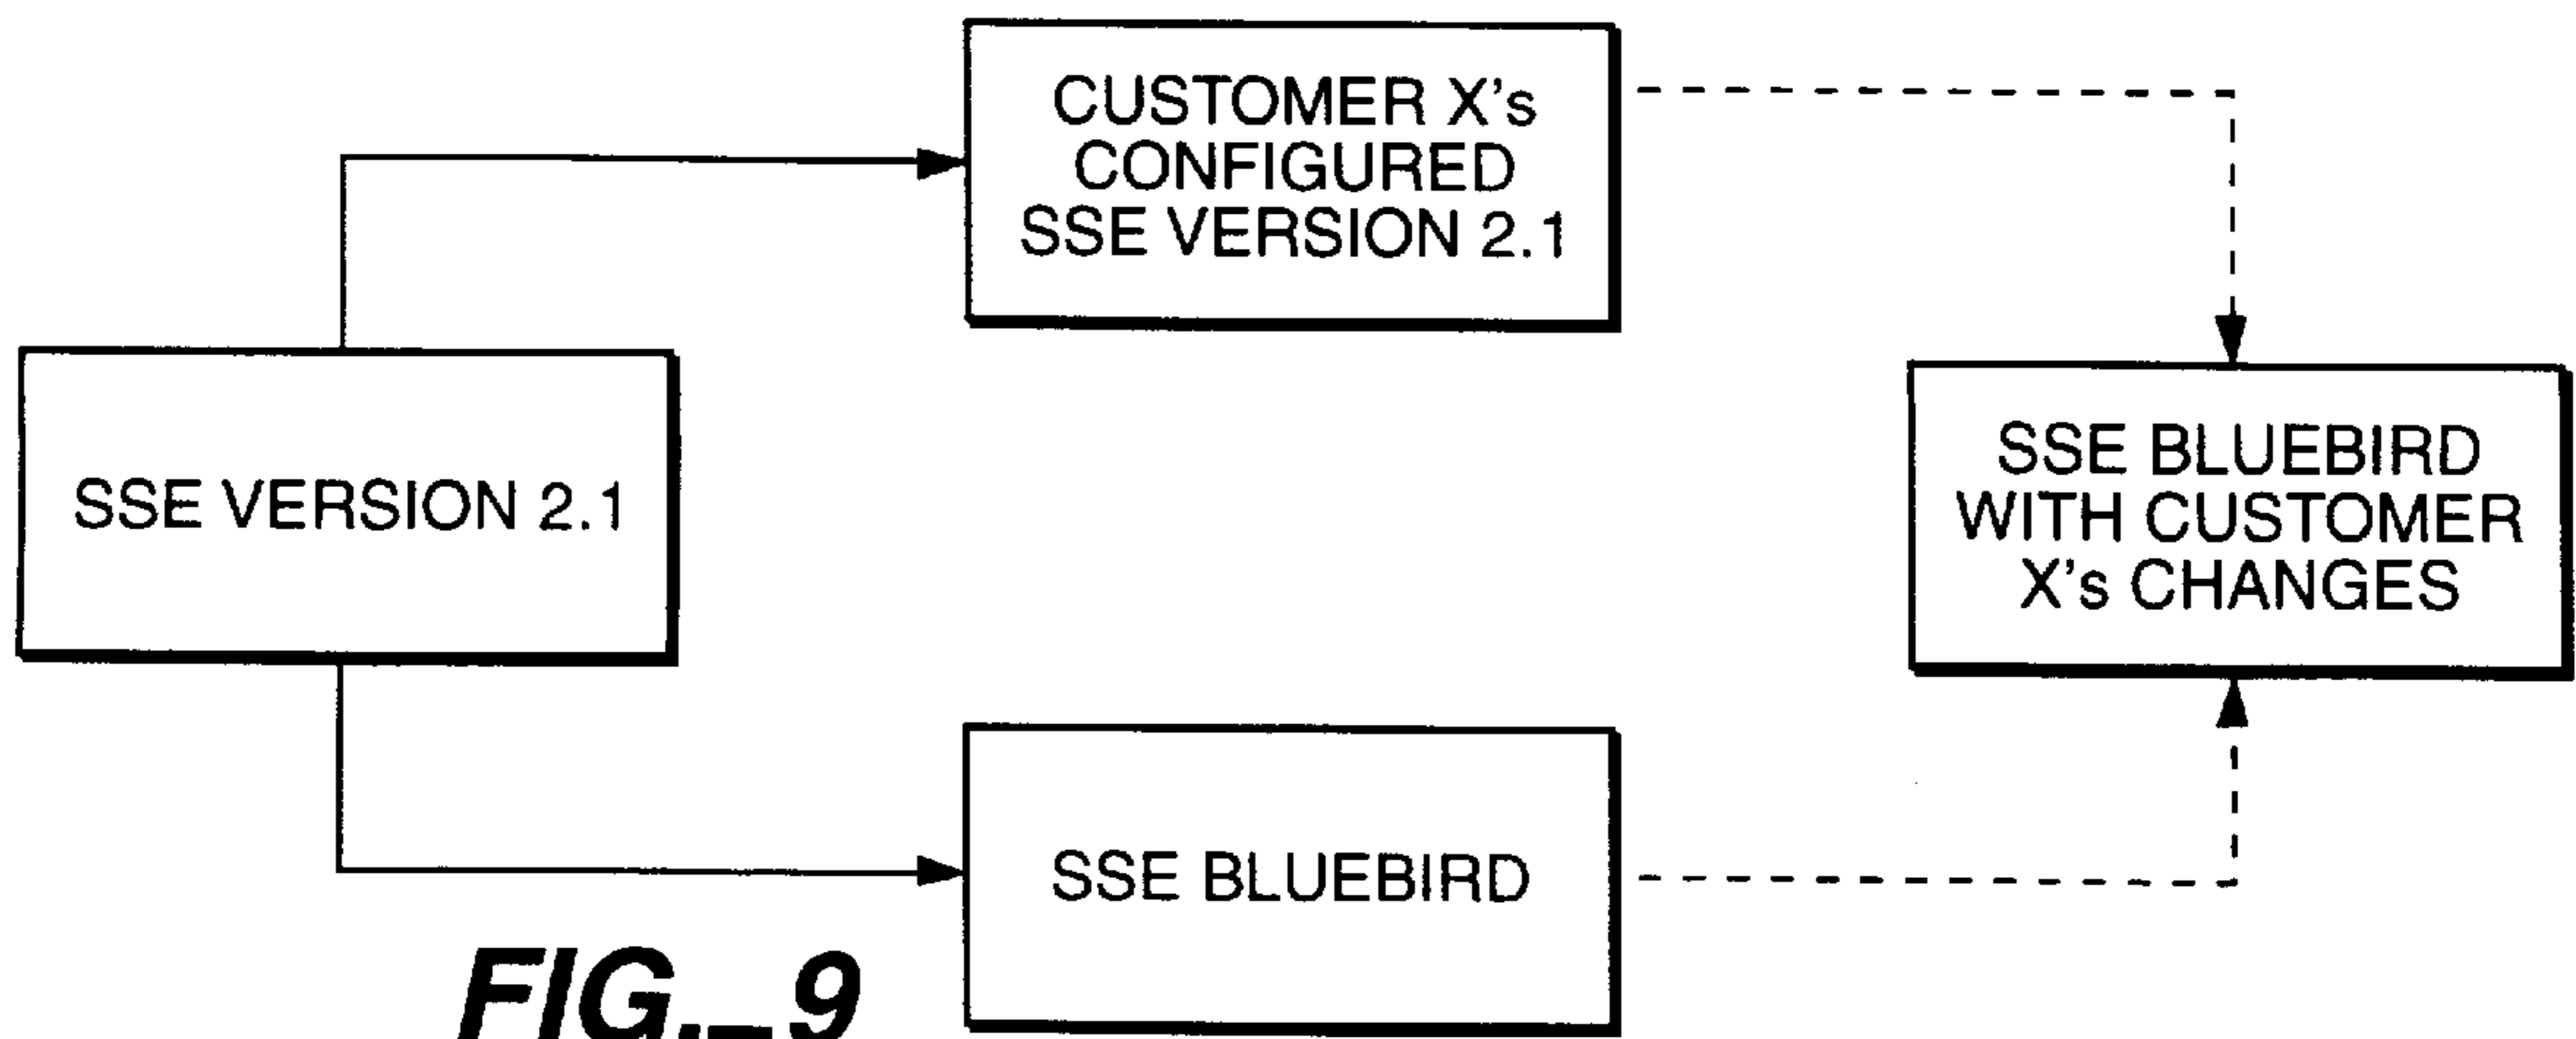 CUSTOMER X's
CONFIGURED
SSE VERSION 2.1
SSE VERSION 2.1
SSE BLUEBIRD
WITH CUSTOMER
X's CHANGES
SSE BLUEBIRD
FIG._9